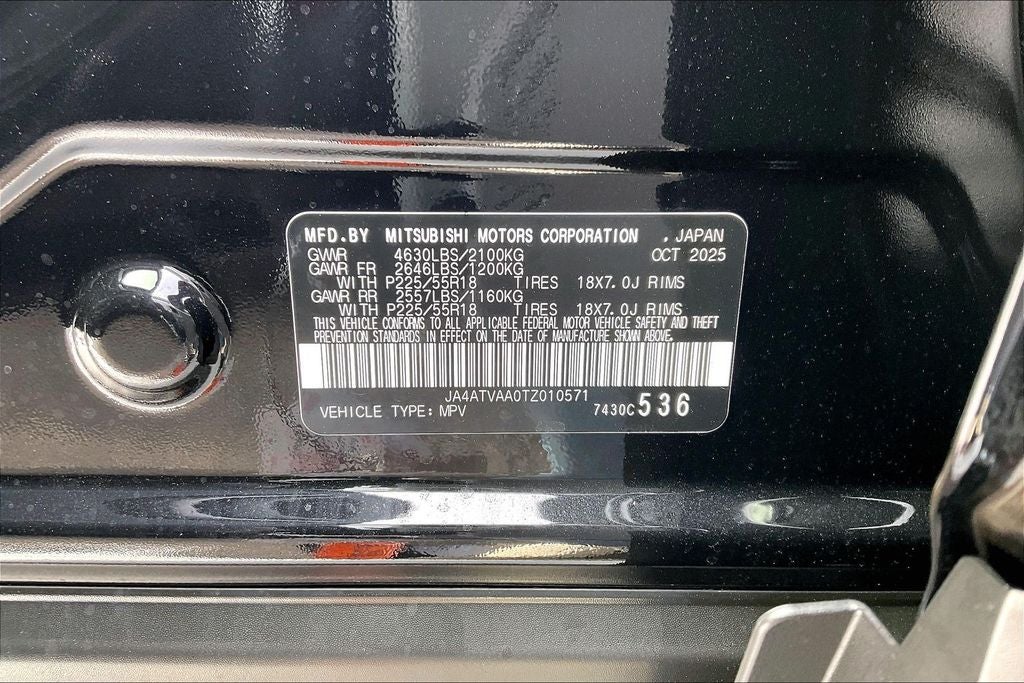 MFD.BY MITSUBISHI MOTORS CORPORATION , JAPAN
GVWR 4630LBS/2100KG OCT 2025
GAWR FR 2646LBS/1200KG
WITH P225/55R18 TIRES 18X7.0J RIMS
GAWR RR 2557LBS/1160KG
WITH P225/55R18 TIRES 18X7.0J RIMS
THIS VEHICLE CONFORMS TO ALL APPLICABLE FEDERAL MOTOR VEHICLE SAFETY AND THEFT
PREVENTION STANDARDS IN EFFECT ON THE DATE OF MANUFACTURE SHOWN ABOVE.
JA4ATVAA0TZ010571
VEHICLE TYPE: MPV 7430C 536